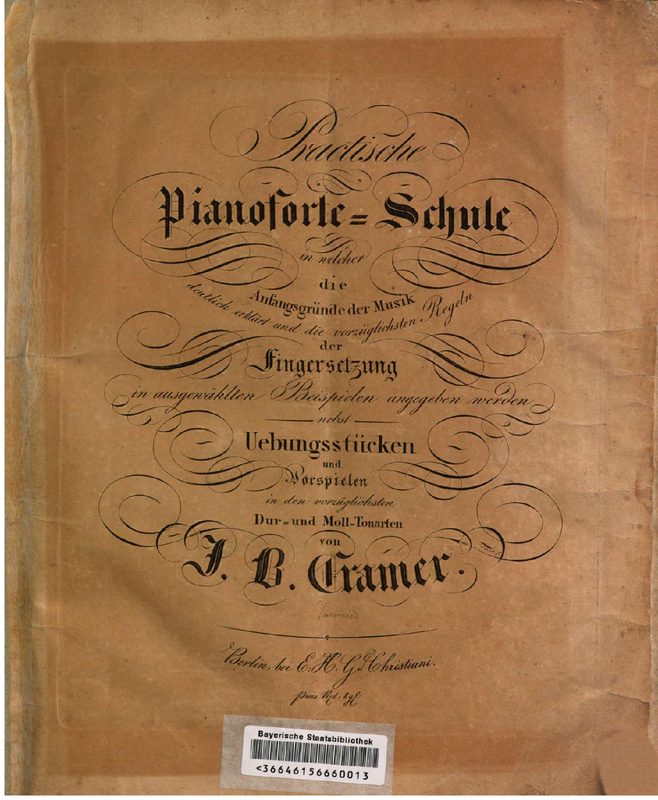 Practische
Pianoforte=Schule
in welcher
die
Anfangsgründe der Musik
deutlich erklärt und die vorzüglichsten Regeln
der
Fingersetzung
in ausgewählten Beispielen angegeben werden
nebst
Uebungsstücken
und
Vorspielen
in den vorzüglichsten
Dur=und Moll-Tonarten
von
J. B. Cramer.
Berlin, bei E. H. G. Christiani.
Preis
Bayerische Staatsbibliothek
<36646156660013